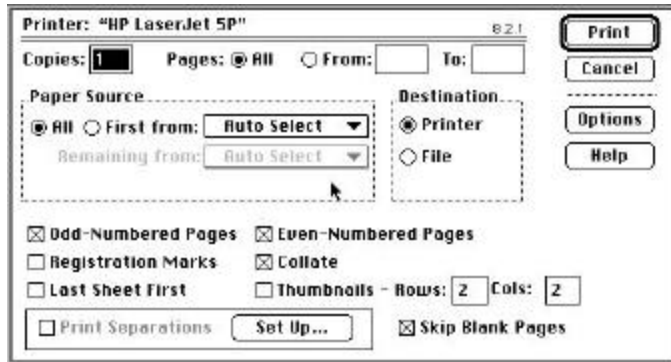 Printer: “HP LaserJet 5P” 8.2.1 Print
Copies: 1 Pages: All From: To: Cancel
Paper Source Destination
All First from: Auto Select Printer Options
Remaining from: Auto Select File Help
Odd-Numbered Pages Even-Numbered Pages
Registration Marks Collate
Last Sheet First Thumbnails - Rows: 2 Cols: 2
Print Separations Set Up... Skip Blank Pages